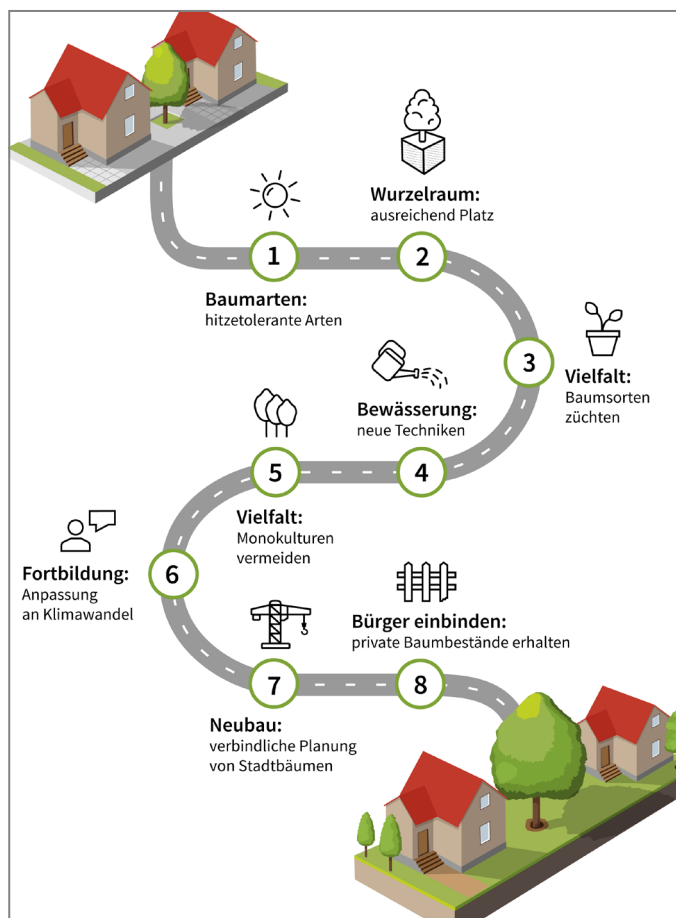 1
Baumarten:
hitzetolerante Arten
Wurzelraum:
ausreichend Platz
2
3
Vielfalt:
Baumsorten
züchten
Bewässerung:
neue Techniken
4
5
Vielfalt:
Monokulturen
vermeiden
Fortbildung:
Anpassung
an Klimawandel
6
7
Neubau:
verbindliche Planung
von Stadtbäumen
Bürger einbinden:
private Baumbestände erhalten
8